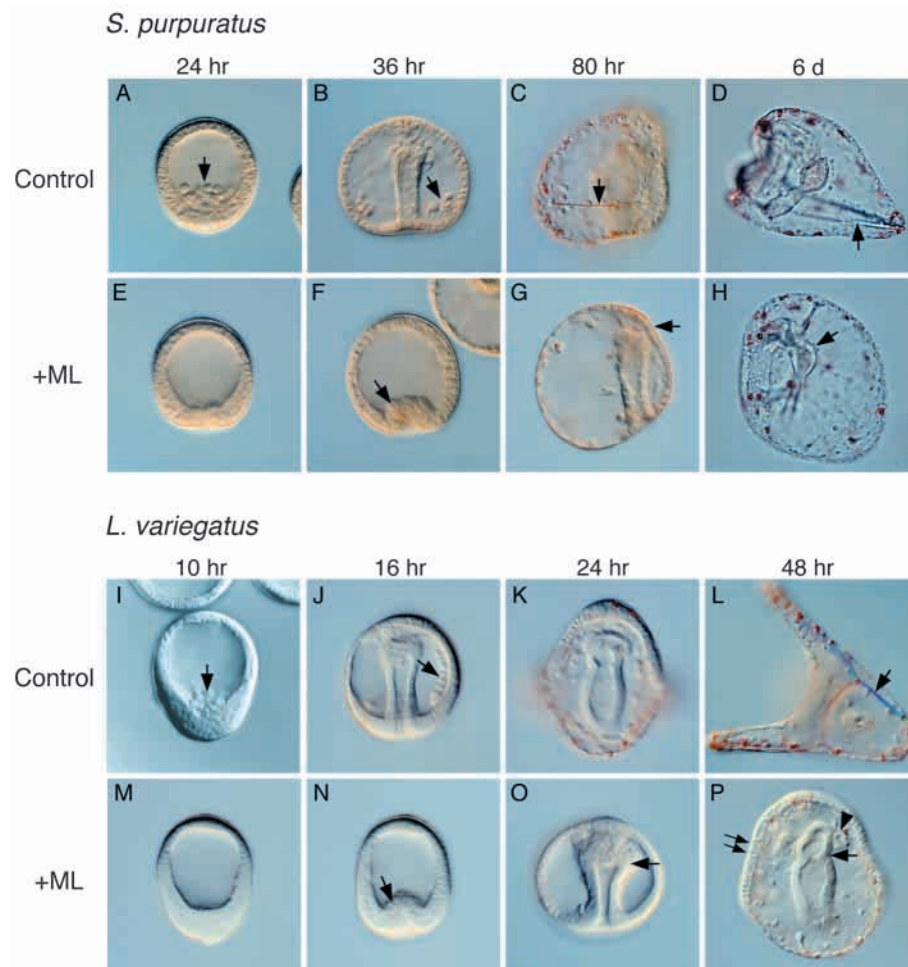 S. purpuratus
24 hr 36 hr 80 hr 6 d
Control A B C D
+ML E F G H
L. variegatus
10 hr 16 hr 24 hr 48 hr
Control I J K L
+ML M N O P